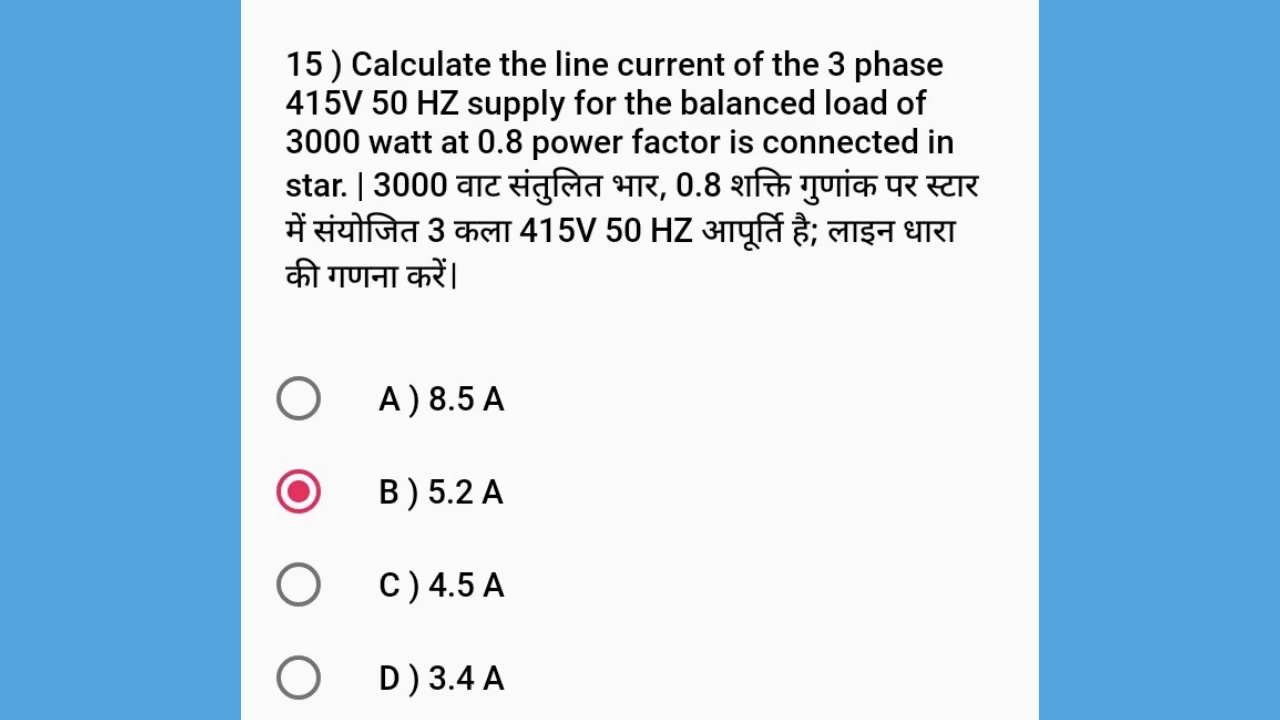 15 ) Calculate the line current of the 3 phase
415V 50 HZ supply for the balanced load of
3000 watt at 0.8 power factor is connected in
star. | 3000 वाट संतुलित भार, 0.8 शक्ति गुणांक पर स्टार
में संयोजित 3 कला 415V 50 HZ आपूर्ति है; लाइन धारा
की गणना करें|
A ) 8.5 A
B ) 5.2 A
C ) 4.5 A
D ) 3.4 A